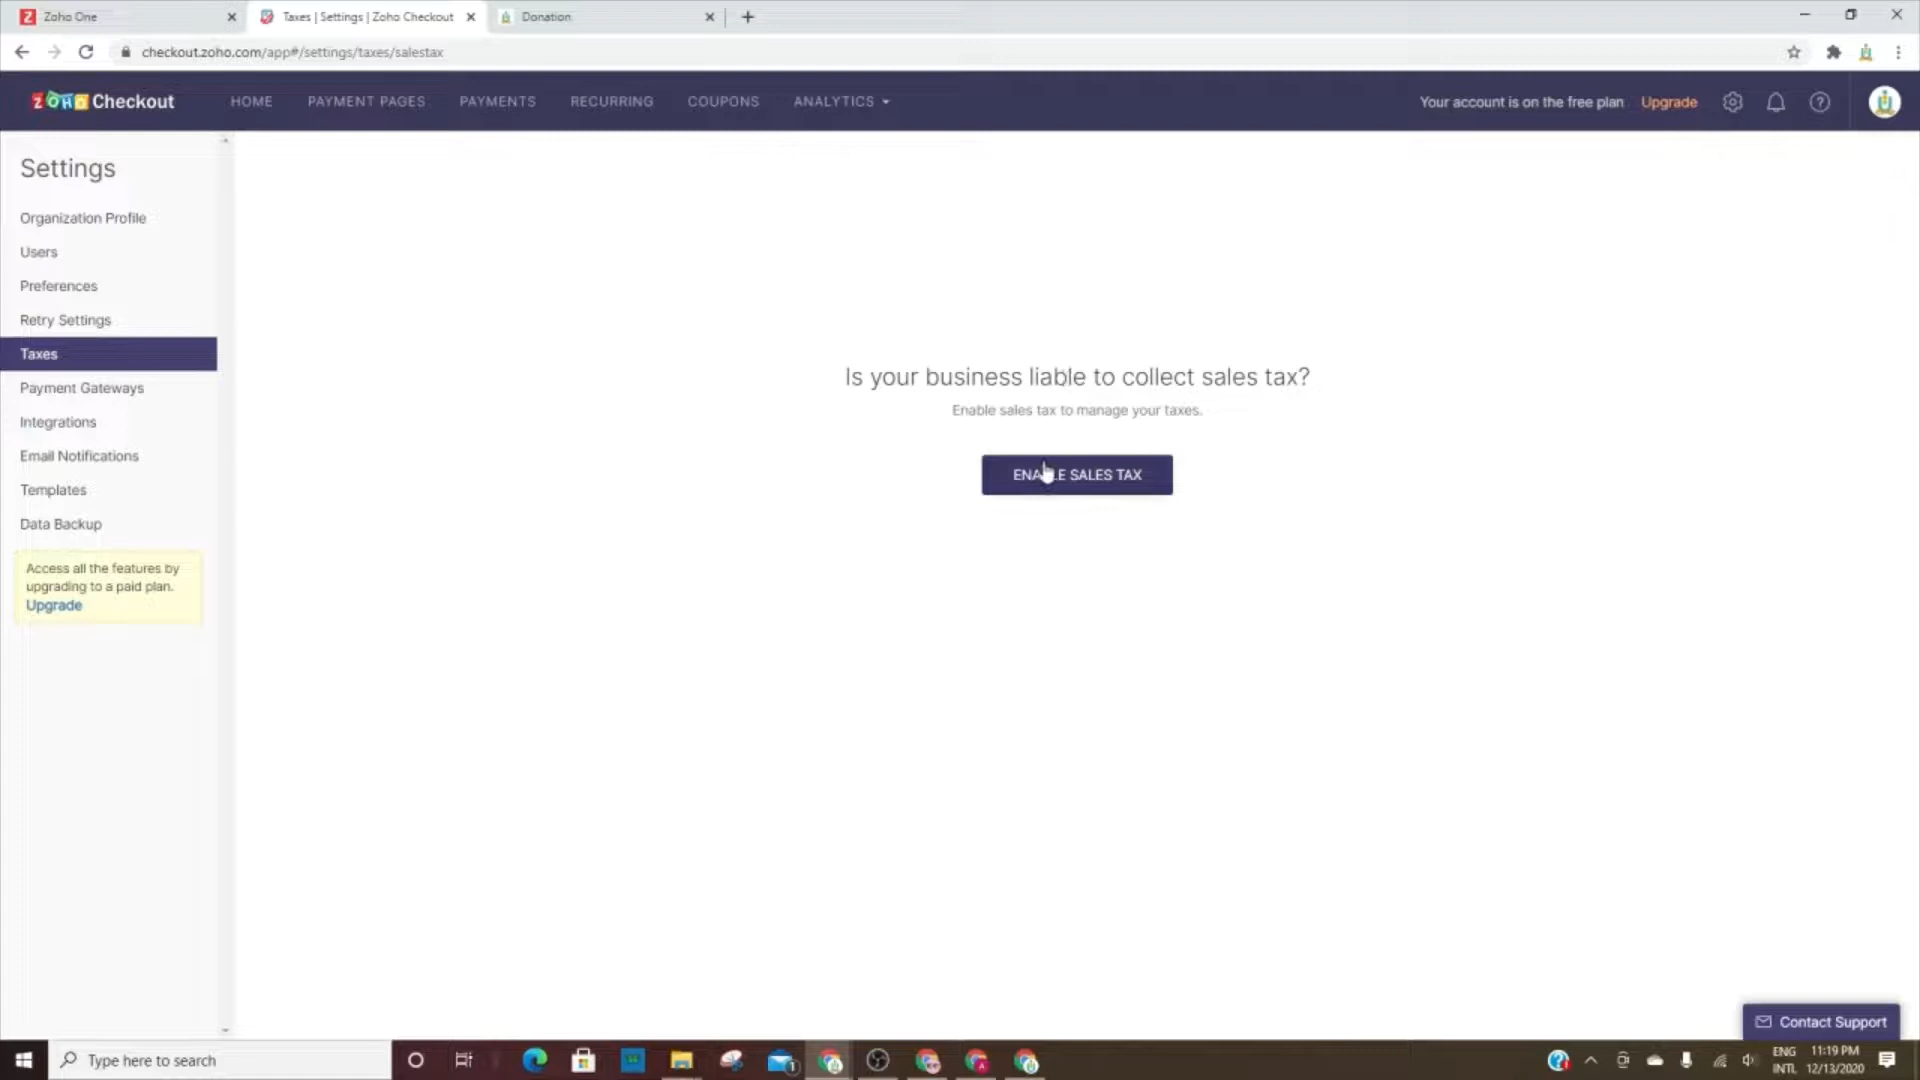 Zoho One
Taxes | Settings | Zoho Checkout
Donation
checkout.zoho.com/app#/settings/taxes/salestax
ZOHO Checkout
HOME
PAYMENT PAGES
PAYMENTS
RECURRING
COUPONS
ANALYTICS
Your account is on the free plan
Upgrade
Settings
Organization Profile
Users
Preferences
Retry Settings
Taxes
Payment Gateways
Integrations
Email Notifications
Templates
Data Backup
Access all the features by
upgrading to a paid plan.
Upgrade
Is your business liable to collect sales tax?
Enable sales tax to manage your taxes.
ENABLE SALES TAX
Contact Support
Type here to search
1
ENG
INTL
11:19 PM
12/13/2020